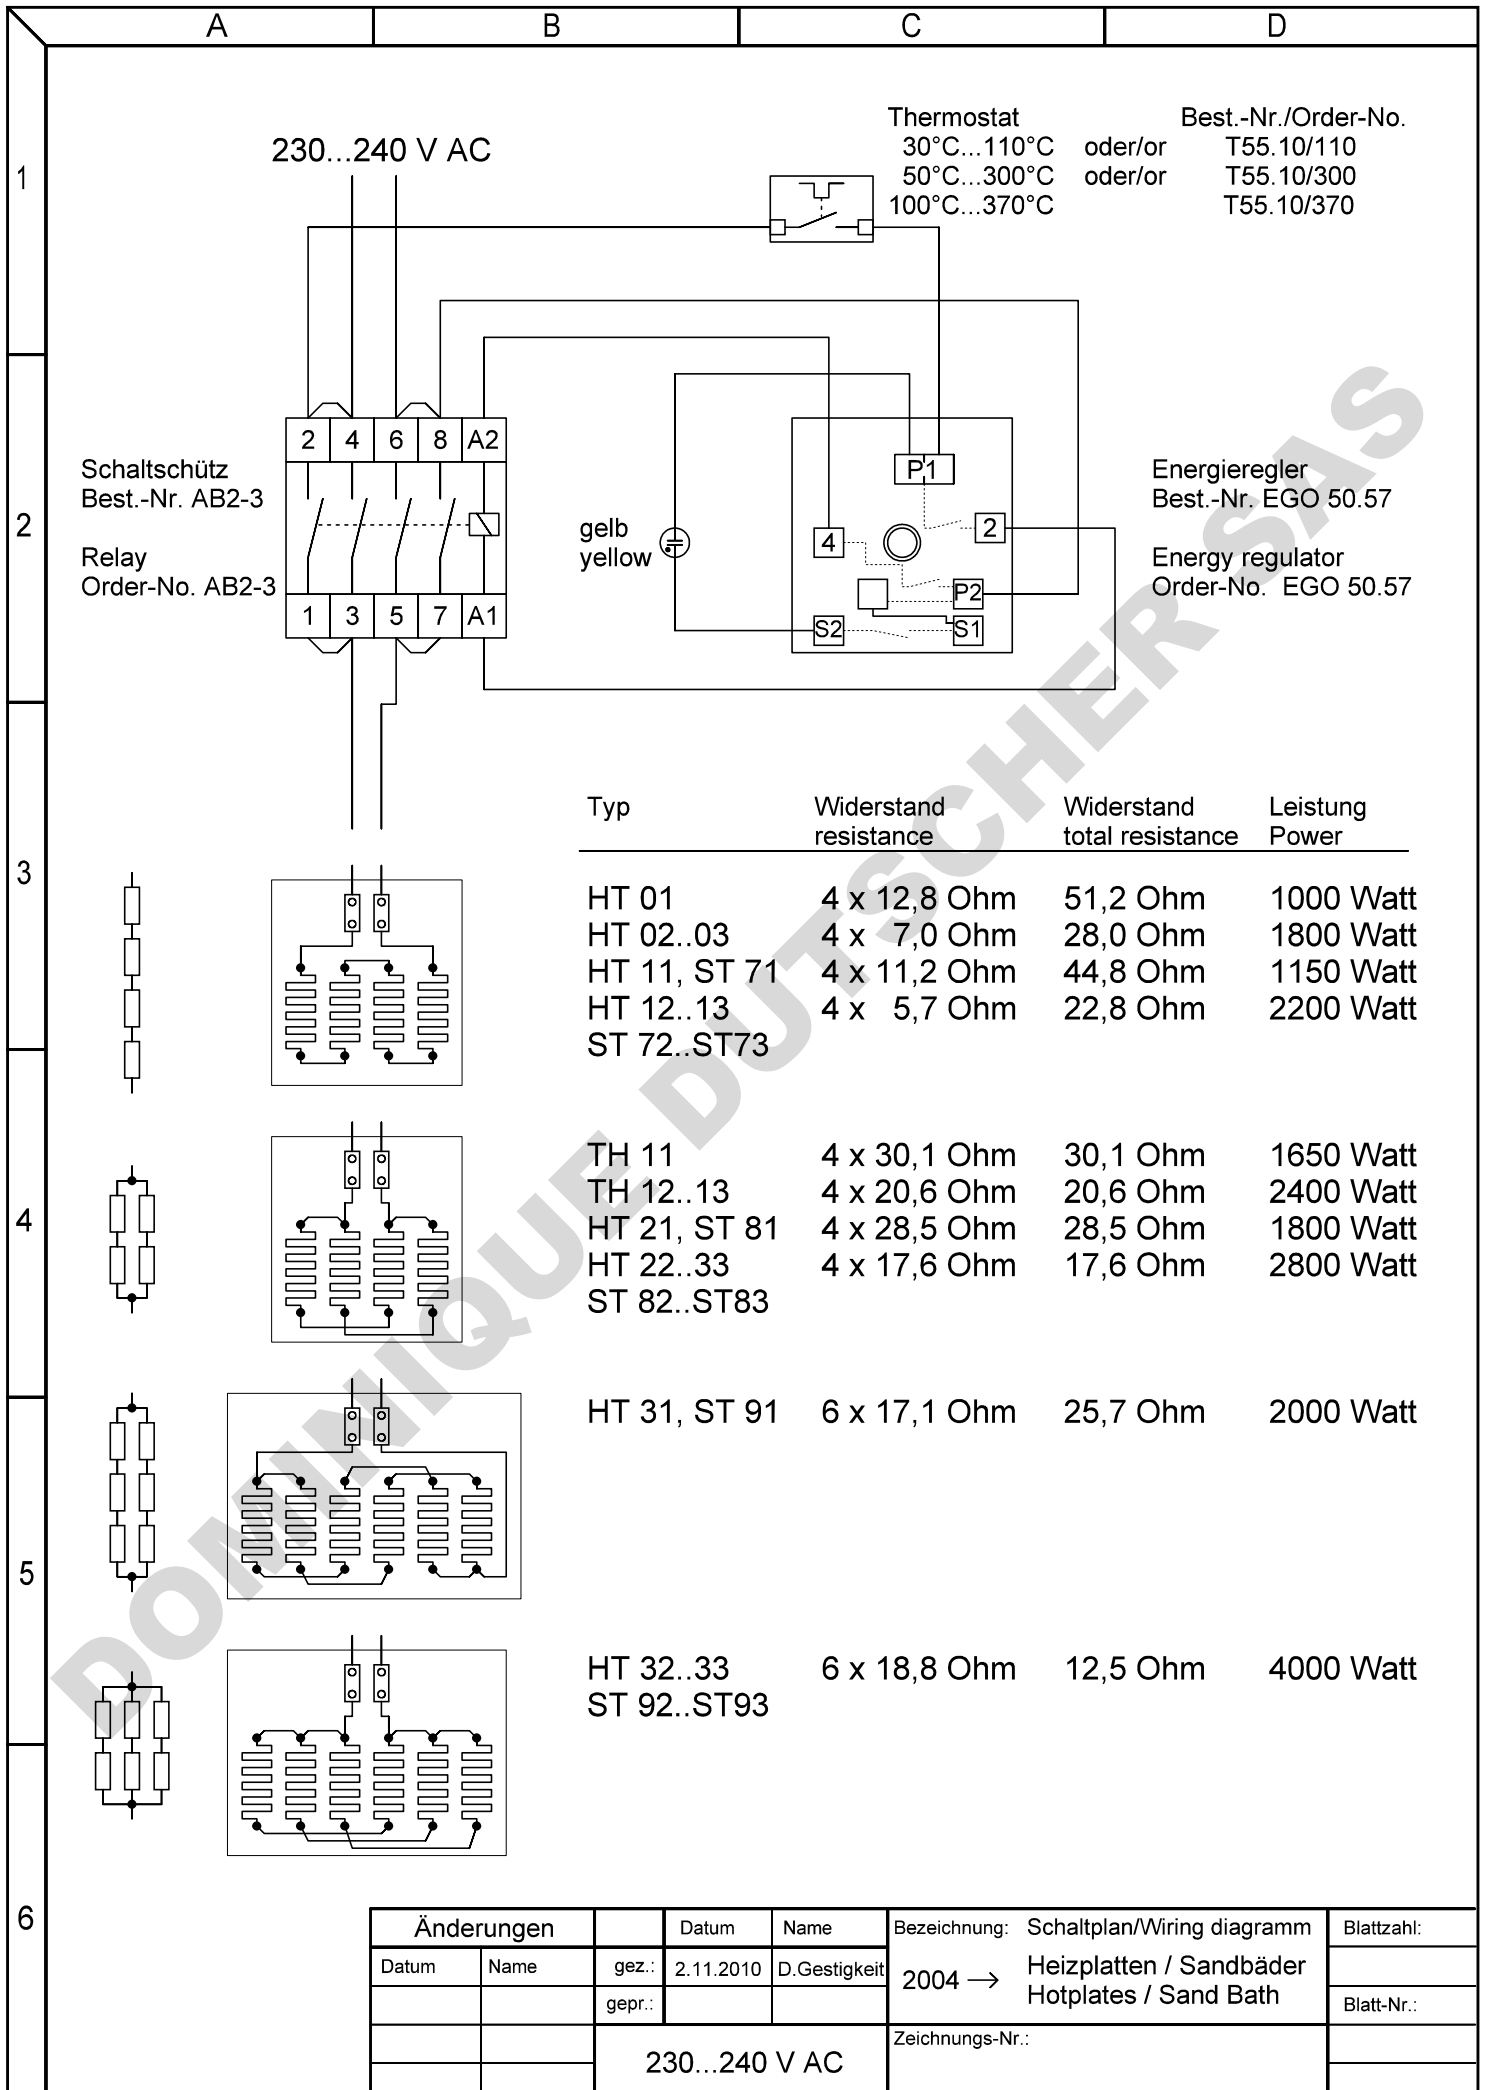 A B C D
1
2
3
4
5
6
230...240 V AC
Thermostat Best.-Nr./Order-No.
30°C...110°C oder/or T55.10/110
50°C...300°C oder/or T55.10/300
100°C...370°C T55.10/370
2 4 6 8 A2
1 3 5 7 A1
Schaltschütz
Best.-Nr. AB2-3
Relay
Order-No. AB2-3
gelb
yellow
P1
2
4
P2
S2 S1
Energieregler
Best.-Nr. EGO 50.57
Energy regulator
Order-No. EGO 50.57
Typ Widerstand Widerstand Leistung
resistance total resistance Power
HT 01 4 x 12,8 Ohm 51,2 Ohm 1000 Watt
HT 02..03 4 x 7,0 Ohm 28,0 Ohm 1800 Watt
HT 11, ST 71 4 x 11,2 Ohm 44,8 Ohm 1150 Watt
HT 12..13 4 x 5,7 Ohm 22,8 Ohm 2200 Watt
ST 72..ST73
TH 11 4 x 30,1 Ohm 30,1 Ohm 1650 Watt
TH 12..13 4 x 20,6 Ohm 20,6 Ohm 2400 Watt
HT 21, ST 81 4 x 28,5 Ohm 28,5 Ohm 1800 Watt
HT 22..33 4 x 17,6 Ohm 17,6 Ohm 2800 Watt
ST 82..ST83
HT 31, ST 91 6 x 17,1 Ohm 25,7 Ohm 2000 Watt
HT 32..33 6 x 18,8 Ohm 12,5 Ohm 4000 Watt
ST 92..ST93
DOMINIQUE DUTSCHER SAS
Änderungen Datum Name Bezeichnung: Schaltplan/Wiring diagramm Blattzahl:
Datum Name gez.: 2.11.2010 D.Gestigkeit 2004 → Heizplatten / Sandbäder
gepr.: Hotplates / Sand Bath Blatt-Nr.:
230...240 V AC Zeichnungs-Nr.: